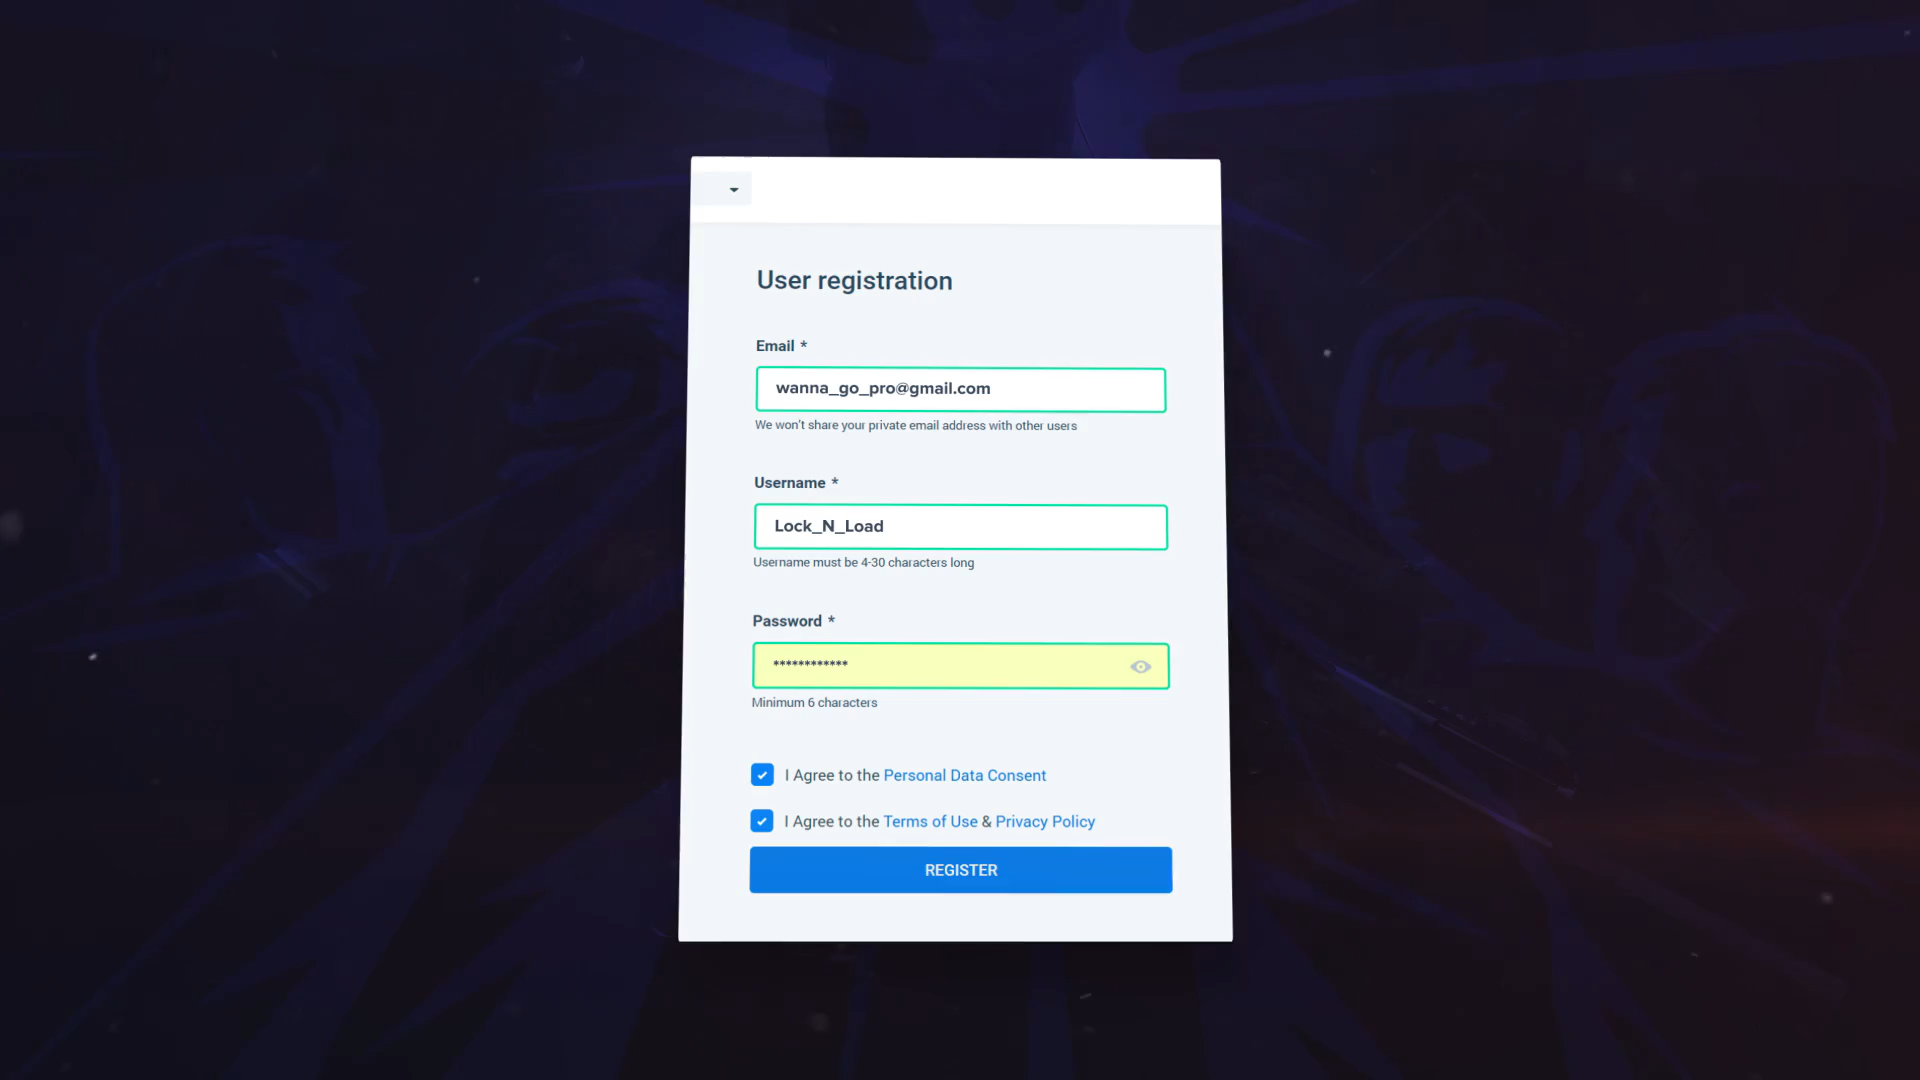 User registration
Email *
wanna_go_pro@gmail.com
We won't share your private email address with other users
Username *
Lock_N_Load
Username must be 4-30 characters long
Password *
************
Minimum 6 characters
I Agree to the Personal Data Consent
I Agree to the Terms of Use & Privacy Policy
REGISTER